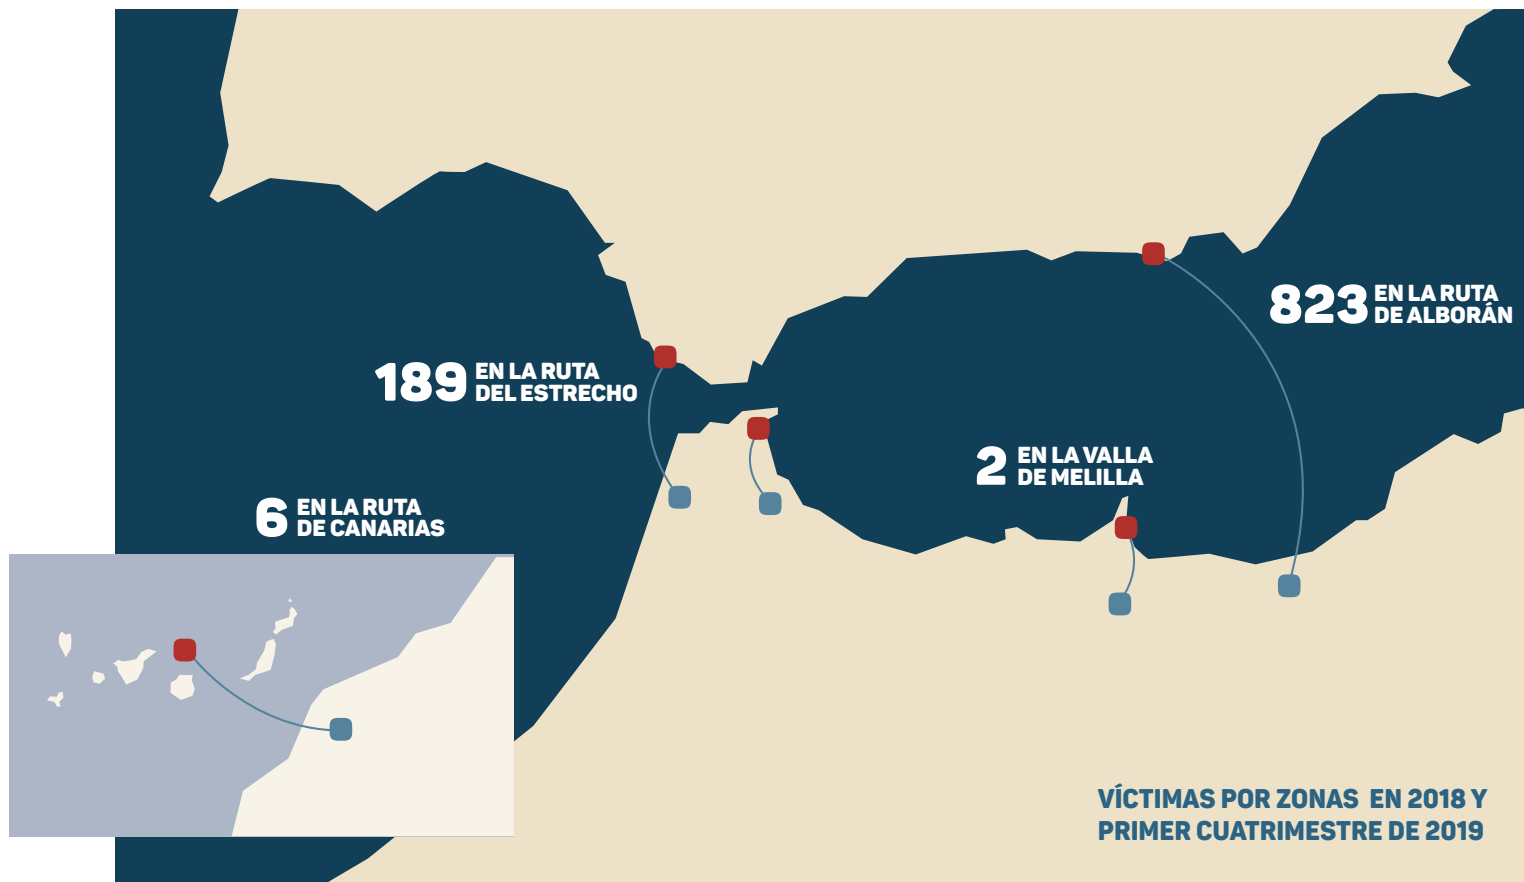 823 EN LA RUTA
DE ALBORÁN
189 EN LA RUTA
DEL ESTRECHO
2 EN LA VALLA
DE MELILLA
6 EN LA RUTA
DE CANARIAS
VÍCTIMAS POR ZONAS EN 2018 Y
PRIMER CUATRIMESTRE DE 2019